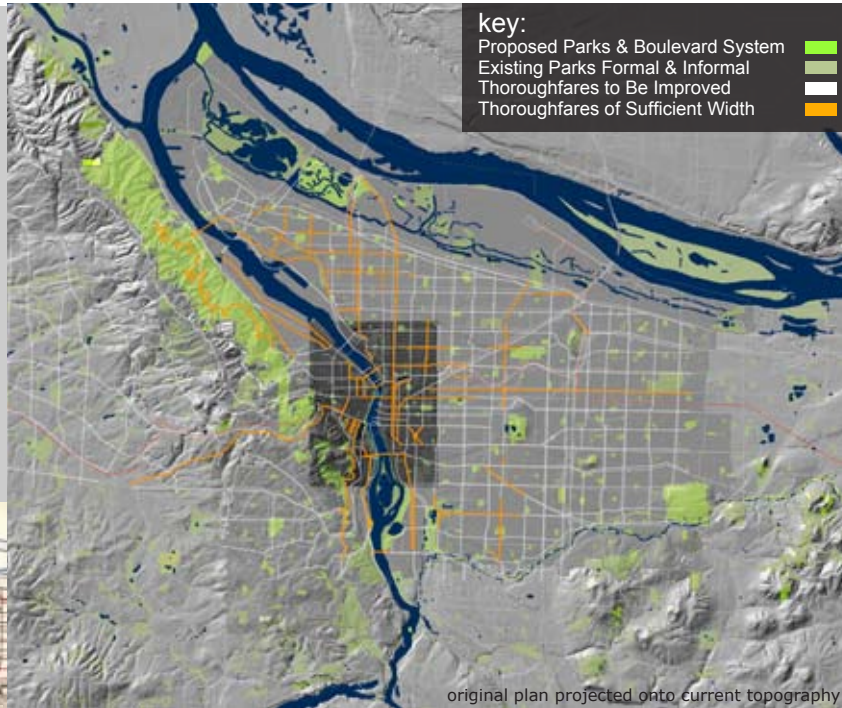 key:
Proposed Parks & Boulevard System
Existing Parks Formal & Informal
Thoroughfares to Be Improved
Thoroughfares of Sufficient Width
original plan projected onto current topography